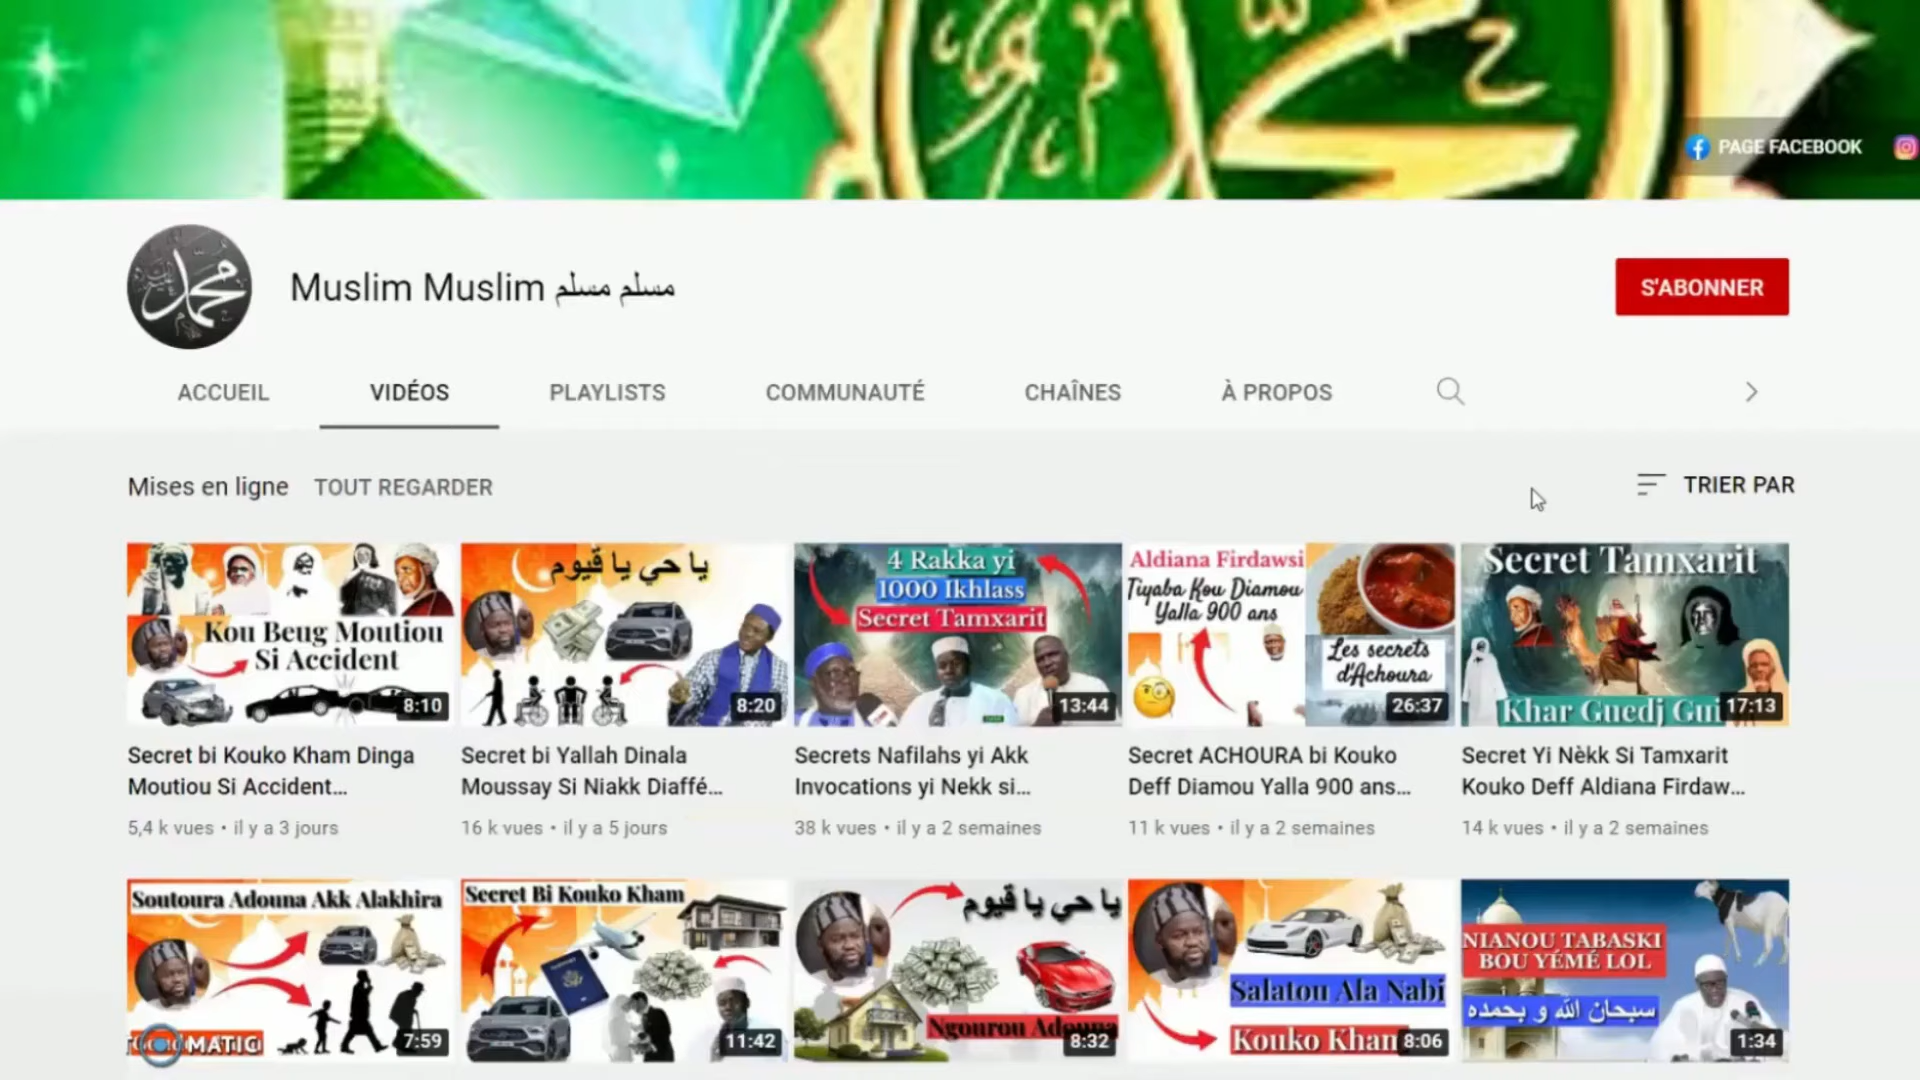 PAGE FACEBOOK
Muslim Muslim مسلم مسلم
S'ABONNER
ACCUEIL
VIDÉOS
PLAYLISTS
COMMUNAUTÉ
CHAÎNES
À PROPOS
Mises en ligne
TOUT REGARDER
TRIER PAR
Kou Beug Moutiou
Si Accident
8:10
يا حي يا قيوم
8:20
4 Rakka yi
1000 Ikhlass
Secret Tamxarit
13:44
Aldiana Firdawsi
Tiyaba Kou Diamou
Yalla 900 ans
Les secrets
d'Achoura
26:37
Secret Tamxarit
Khar Guedj Gui
17:13
Secret bi Kouko Kham Dinga
Moutiou Si Accident...
5,4 k vues • il y a 3 jours
Secret bi Yallah Dinala
Moussay Si Niakk Diaffé...
16 k vues • il y a 5 jours
Secrets Nafilahs yi Akk
Invocations yi Nekk si...
38 k vues • il y a 2 semaines
Secret ACHOURA bi Kouko
Deff Diamou Yalla 900 ans...
11 k vues • il y a 2 semaines
Secret Yi Nèkk Si Tamxarit
Kouko Deff Aldiana Firdaw...
14 k vues • il y a 2 semaines
Soutoura Adouna Akk Alakhira
7:59
Secret Bi Kouko Kham
11:42
يا حي يا قيوم
Ngourou Adouna
8:32
Salatou Ala Nabi
Kouko Kham
8:06
NIANOU TABASKI
BOU YÉMÉ LOL
سبحان الله و بحمده
1:34